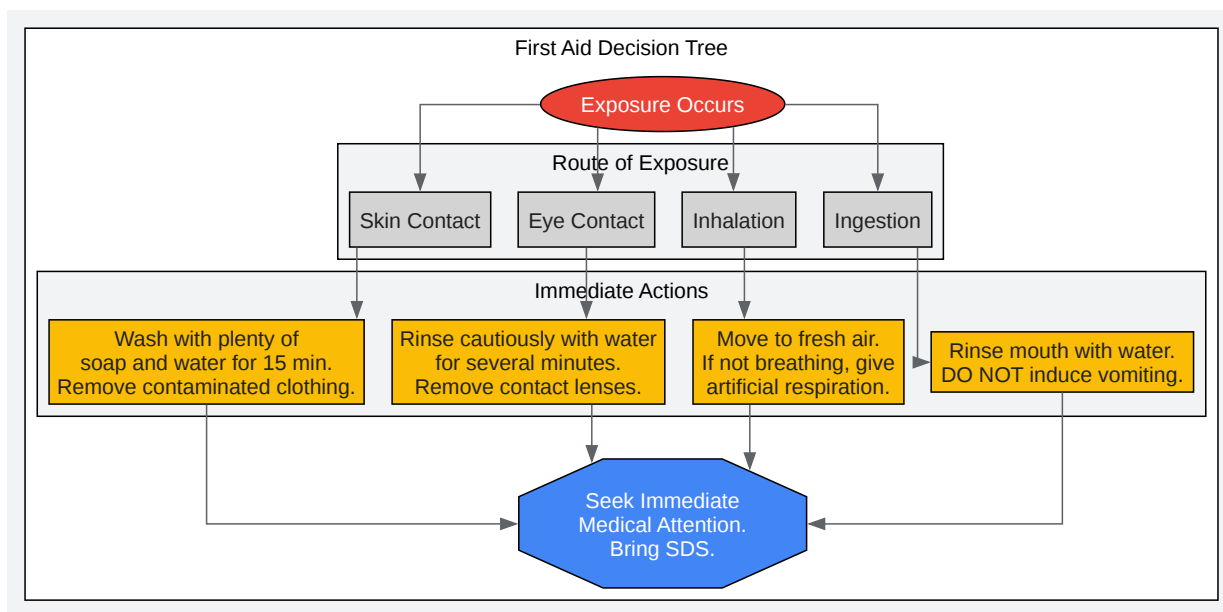 First Aid Decision Tree
Exposure Occurs
Route of Exposure
Skin Contact
Eye Contact
Inhalation
Ingestion
Immediate Actions
Wash with plenty of
soap and water for 15 min.
Remove contaminated clothing.
Rinse cautiously with water
for several minutes.
Remove contact lenses.
Move to fresh air.
If not breathing, give
artificial respiration.
Rinse mouth with water.
DO NOT induce vomiting.
Seek Immediate
Medical Attention.
Bring SDS.